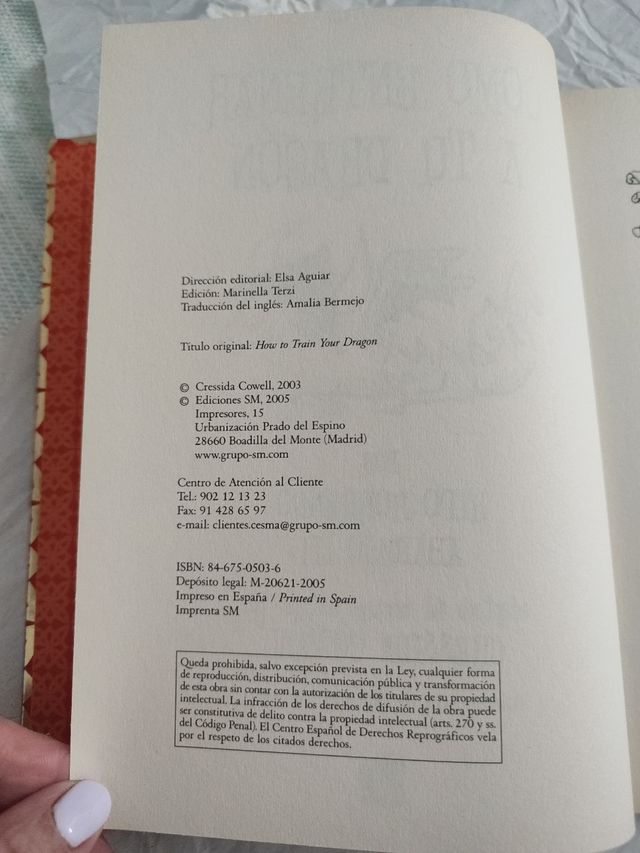 Dirección editorial: Elsa Aguiar
Edición: Marinella Terzi
Traducción del inglés: Amalia Bermejo
Título original: How to Train Your Dragon
© Cressida Cowell, 2003
© Ediciones SM, 2005
Impresores, 15
Urbanización Prado del Espino
28660 Boadilla del Monte (Madrid)
www.grupo-sm.com
Centro de Atención al Cliente
Tel.: 902 12 13 23
Fax: 91 428 65 97
e-mail: clientes.cesma@grupo-sm.com
ISBN: 84-675-0503-6
Depósito legal: M-20621-2005
Impreso en España / Printed in Spain
Imprenta SM
Queda prohibida, salvo excepción prevista en la Ley, cualquier forma
de reproducción, distribución, comunicación pública y transformación
de esta obra sin contar con la autorización de los titulares de su propiedad
intelectual. La infracción de los derechos de difusión de la obra puede
ser constitutiva de delito contra la propiedad intelectual (arts. 270 y ss.
del Código Penal). El Centro Español de Derechos Reprográficos vela
por el respeto de los citados derechos.